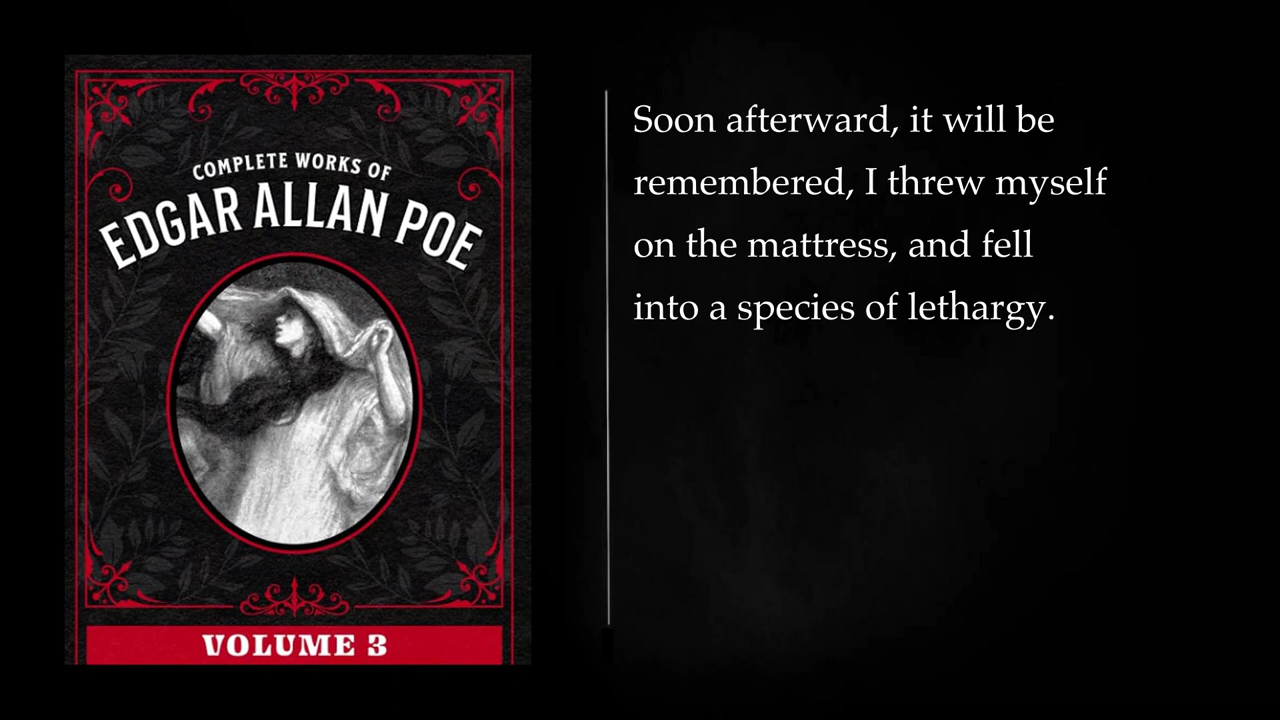 COMPLETE WORKS OF
EDGAR ALLAN POE
VOLUME 3
Soon afterward, it will be
remembered, I threw myself
on the mattress, and fell
into a species of lethargy.